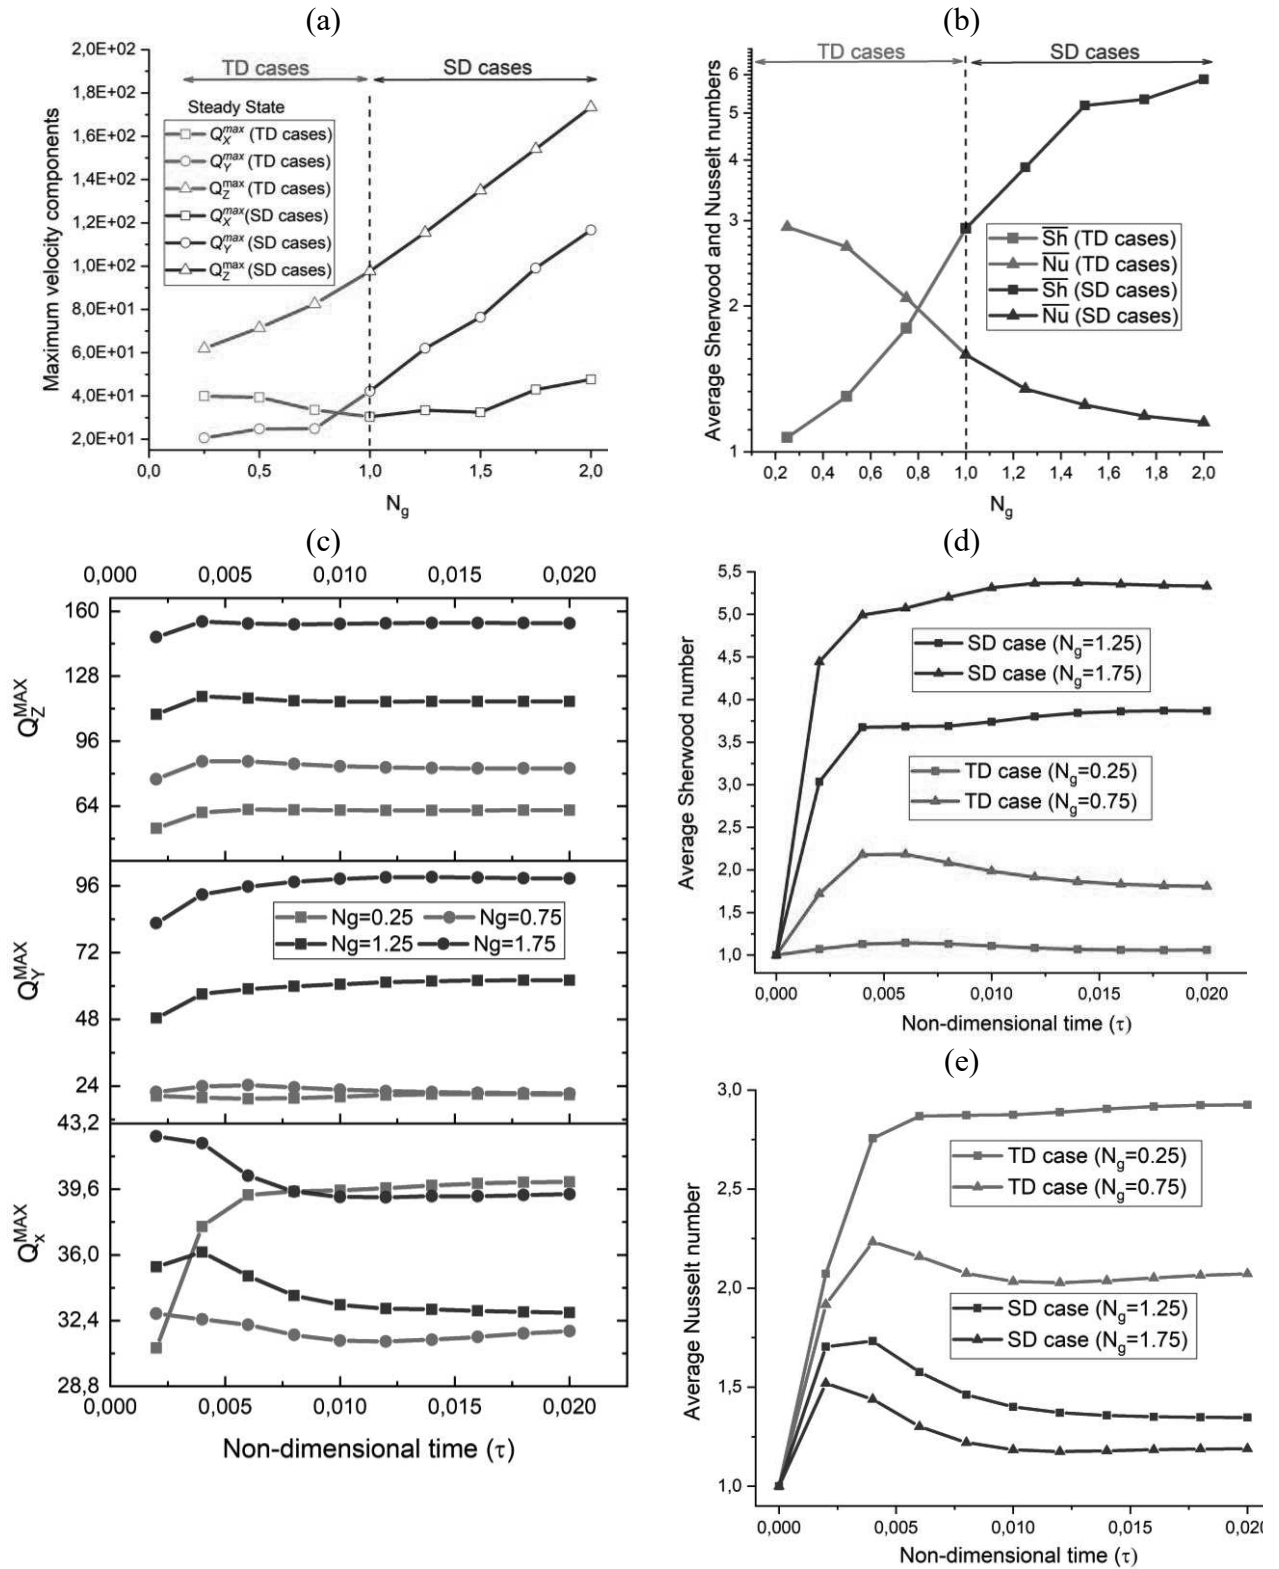 (a)
2,0E+02
1,8E+02
1,6E+02
1,4E+02
1,2E+02
1,0E+02
8,0E+01
6,0E+01
4,0E+01
2,0E+01
Maximum velocity components
TD cases
SD cases
Steady State
Q_X^max (TD cases)
Q_Y^max (TD cases)
Q_Z^max (TD cases)
Q_X^max (SD cases)
Q_Y^max (SD cases)
Q_Z^max (SD cases)
0,0 0,5 1,0 1,5 2,0
N_g
(b)
6
5
4
3
2
1
Average Sherwood and Nusselt numbers
TD cases
SD cases
S̅h̅ (TD cases)
N̅u̅ (TD cases)
S̅h̅ (SD cases)
N̅u̅ (SD cases)
0,2 0,4 0,6 0,8 1,0 1,2 1,4 1,6 1,8 2,0
N_g
(c)
0,000 0,005 0,010 0,015 0,020
160
128
96
64
Q_Z^MAX
96
72
48
24
Q_Y^MAX
Ng=0.25 Ng=0.75
Ng=1.25 Ng=1.75
43,2
39,6
36,0
32,4
28,8
Q_x^MAX
0,000 0,005 0,010 0,015 0,020
Non-dimensional time (τ)
(d)
5,5
5,0
4,5
4,0
3,5
3,0
2,5
2,0
1,5
1,0
Average Sherwood number
SD case (N_g=1.25)
SD case (N_g=1.75)
TD case (N_g=0.25)
TD case (N_g=0.75)
0,000 0,005 0,010 0,015 0,020
Non-dimensional time (τ)
(e)
3,0
2,5
2,0
1,5
1,0
Average Nusselt number
TD case (N_g=0.25)
TD case (N_g=0.75)
SD case (N_g=1.25)
SD case (N_g=1.75)
0,000 0,005 0,010 0,015 0,020
Non-dimensional time (τ)